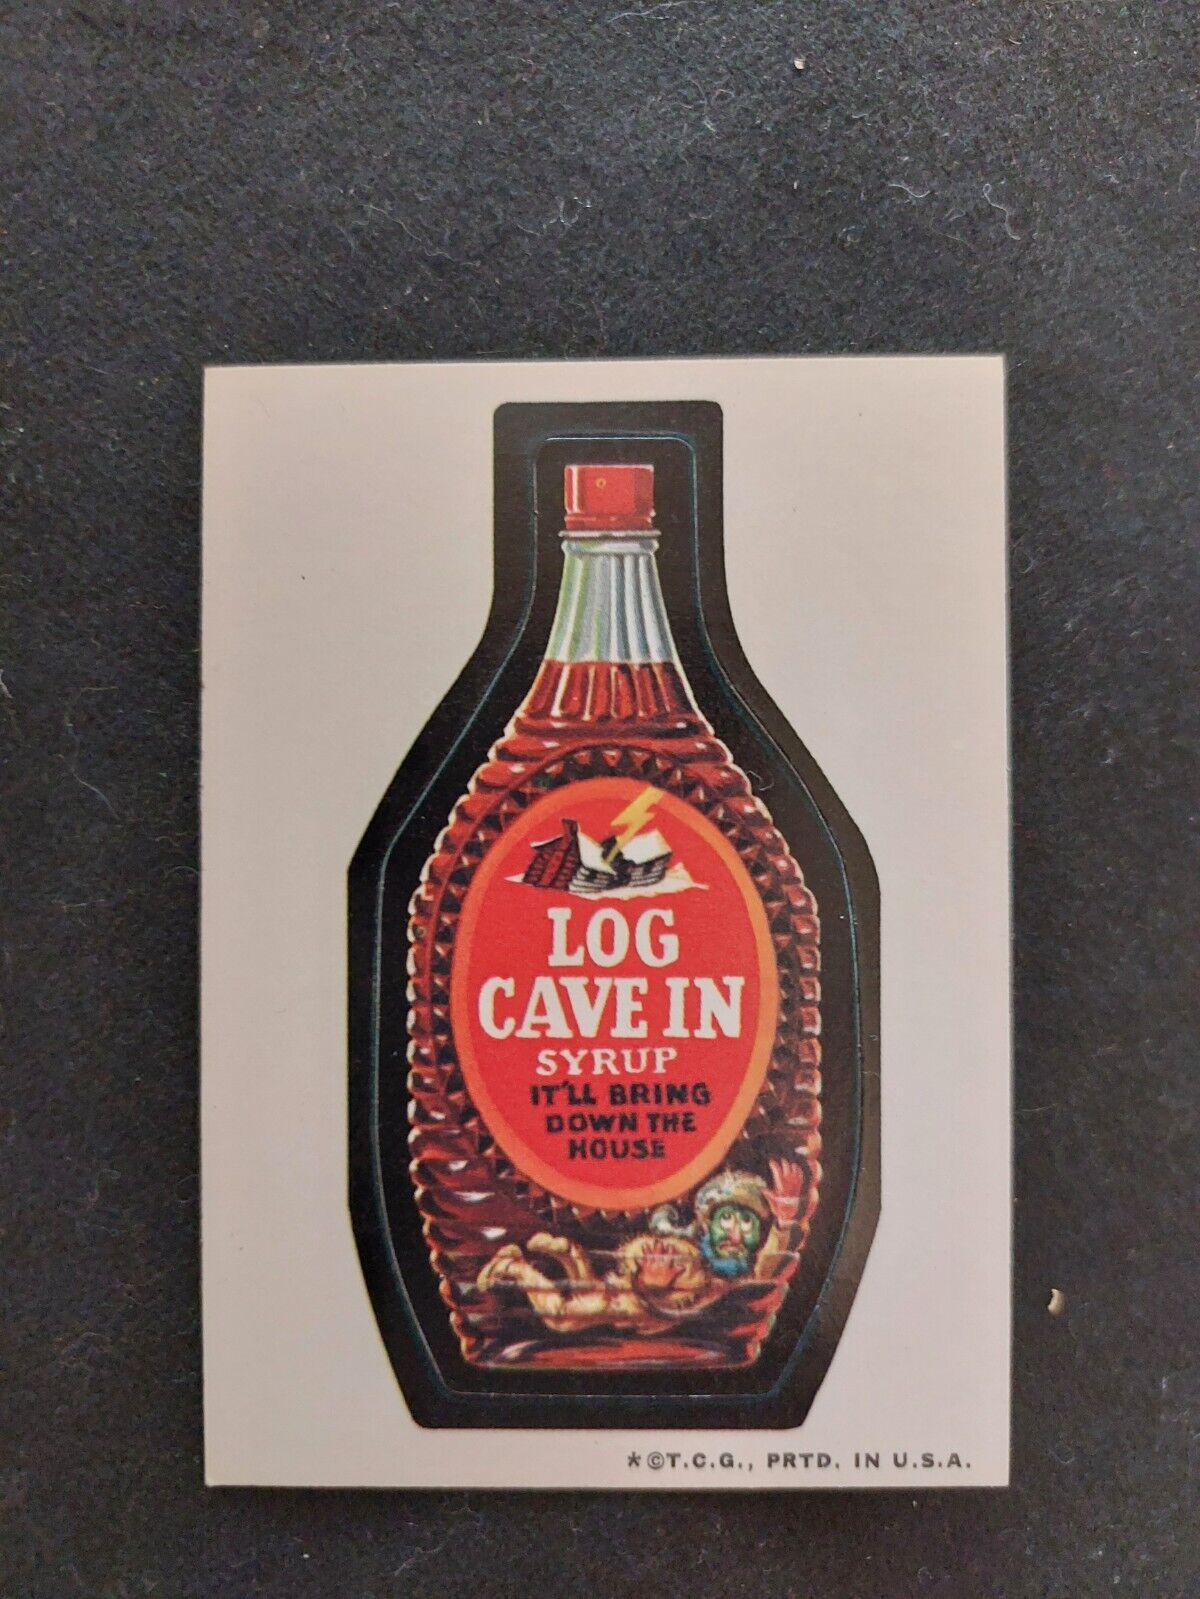 LOG
CAVE IN
SYRUP
IT'LL BRING
DOWN THE
HOUSE
*©T.C.G., PRTD. IN U.S.A.